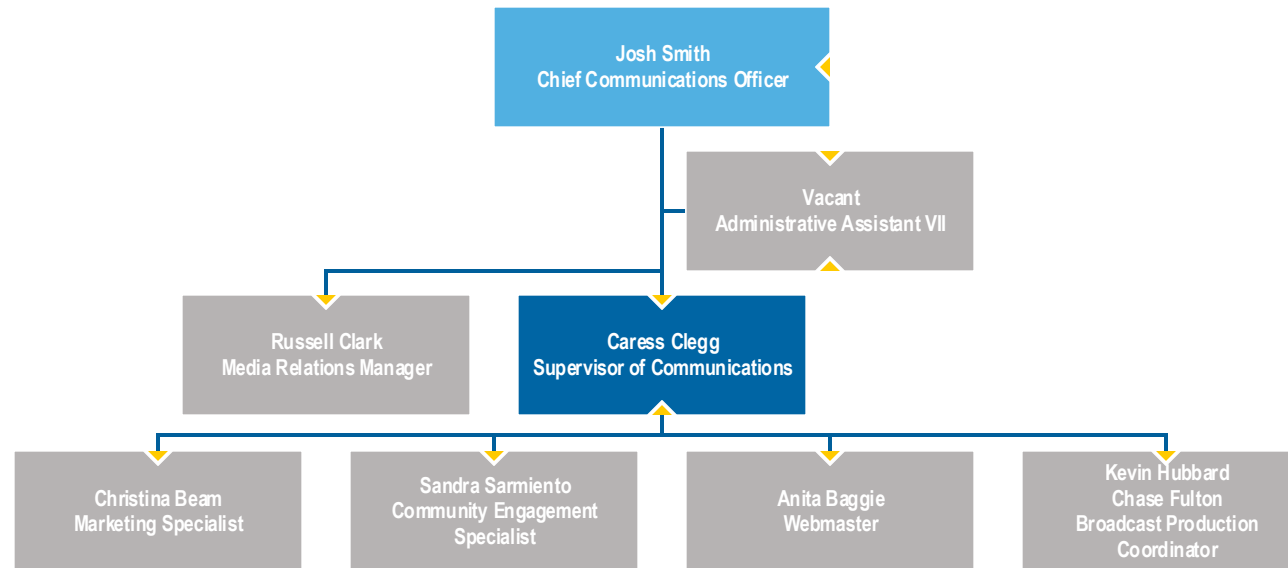 Josh Smith
Chief Communications Officer
Vacant
Administrative Assistant VII
Russell Clark
Media Relations Manager
Caress Clegg
Supervisor of Communications
Christina Beam
Marketing Specialist
Sandra Sarmiento
Community Engagement
Specialist
Anita Baggie
Webmaster
Kevin Hubbard
Chase Fulton
Broadcast Production
Coordinator